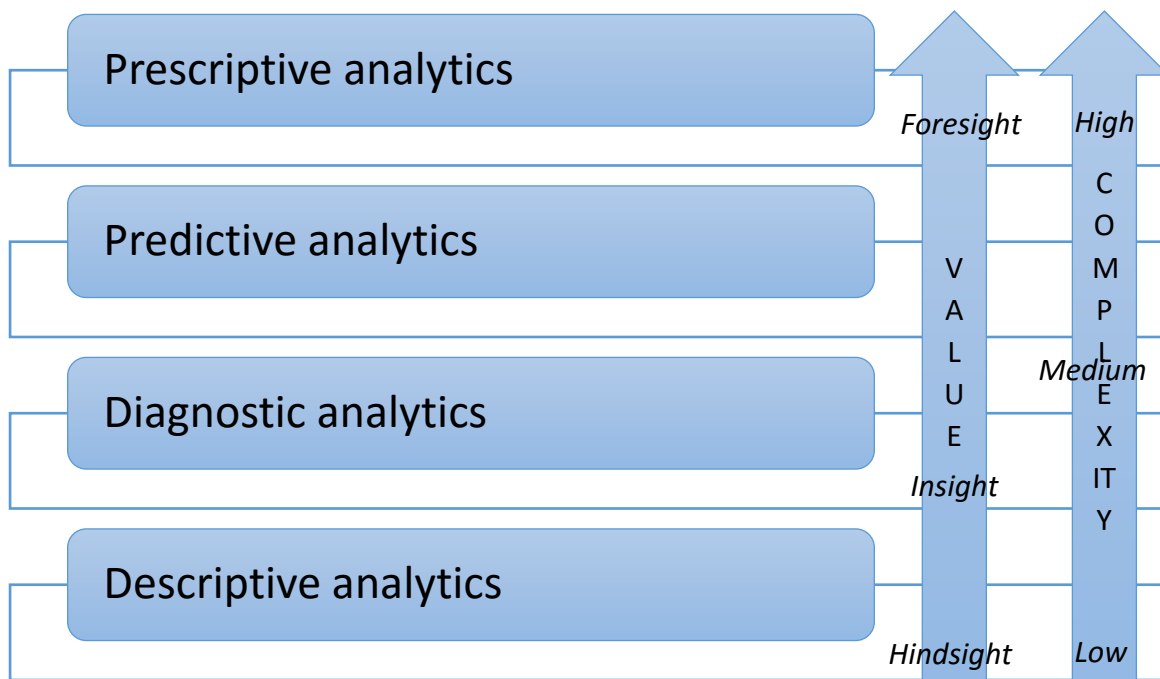 Prescriptive analytics
Predictive analytics
Diagnostic analytics
Descriptive analytics
Foresight
V
A
L
U
E
Insight
Hindsight
High
C
O
M
P
L
Medium
E
X
IT
Y
Low